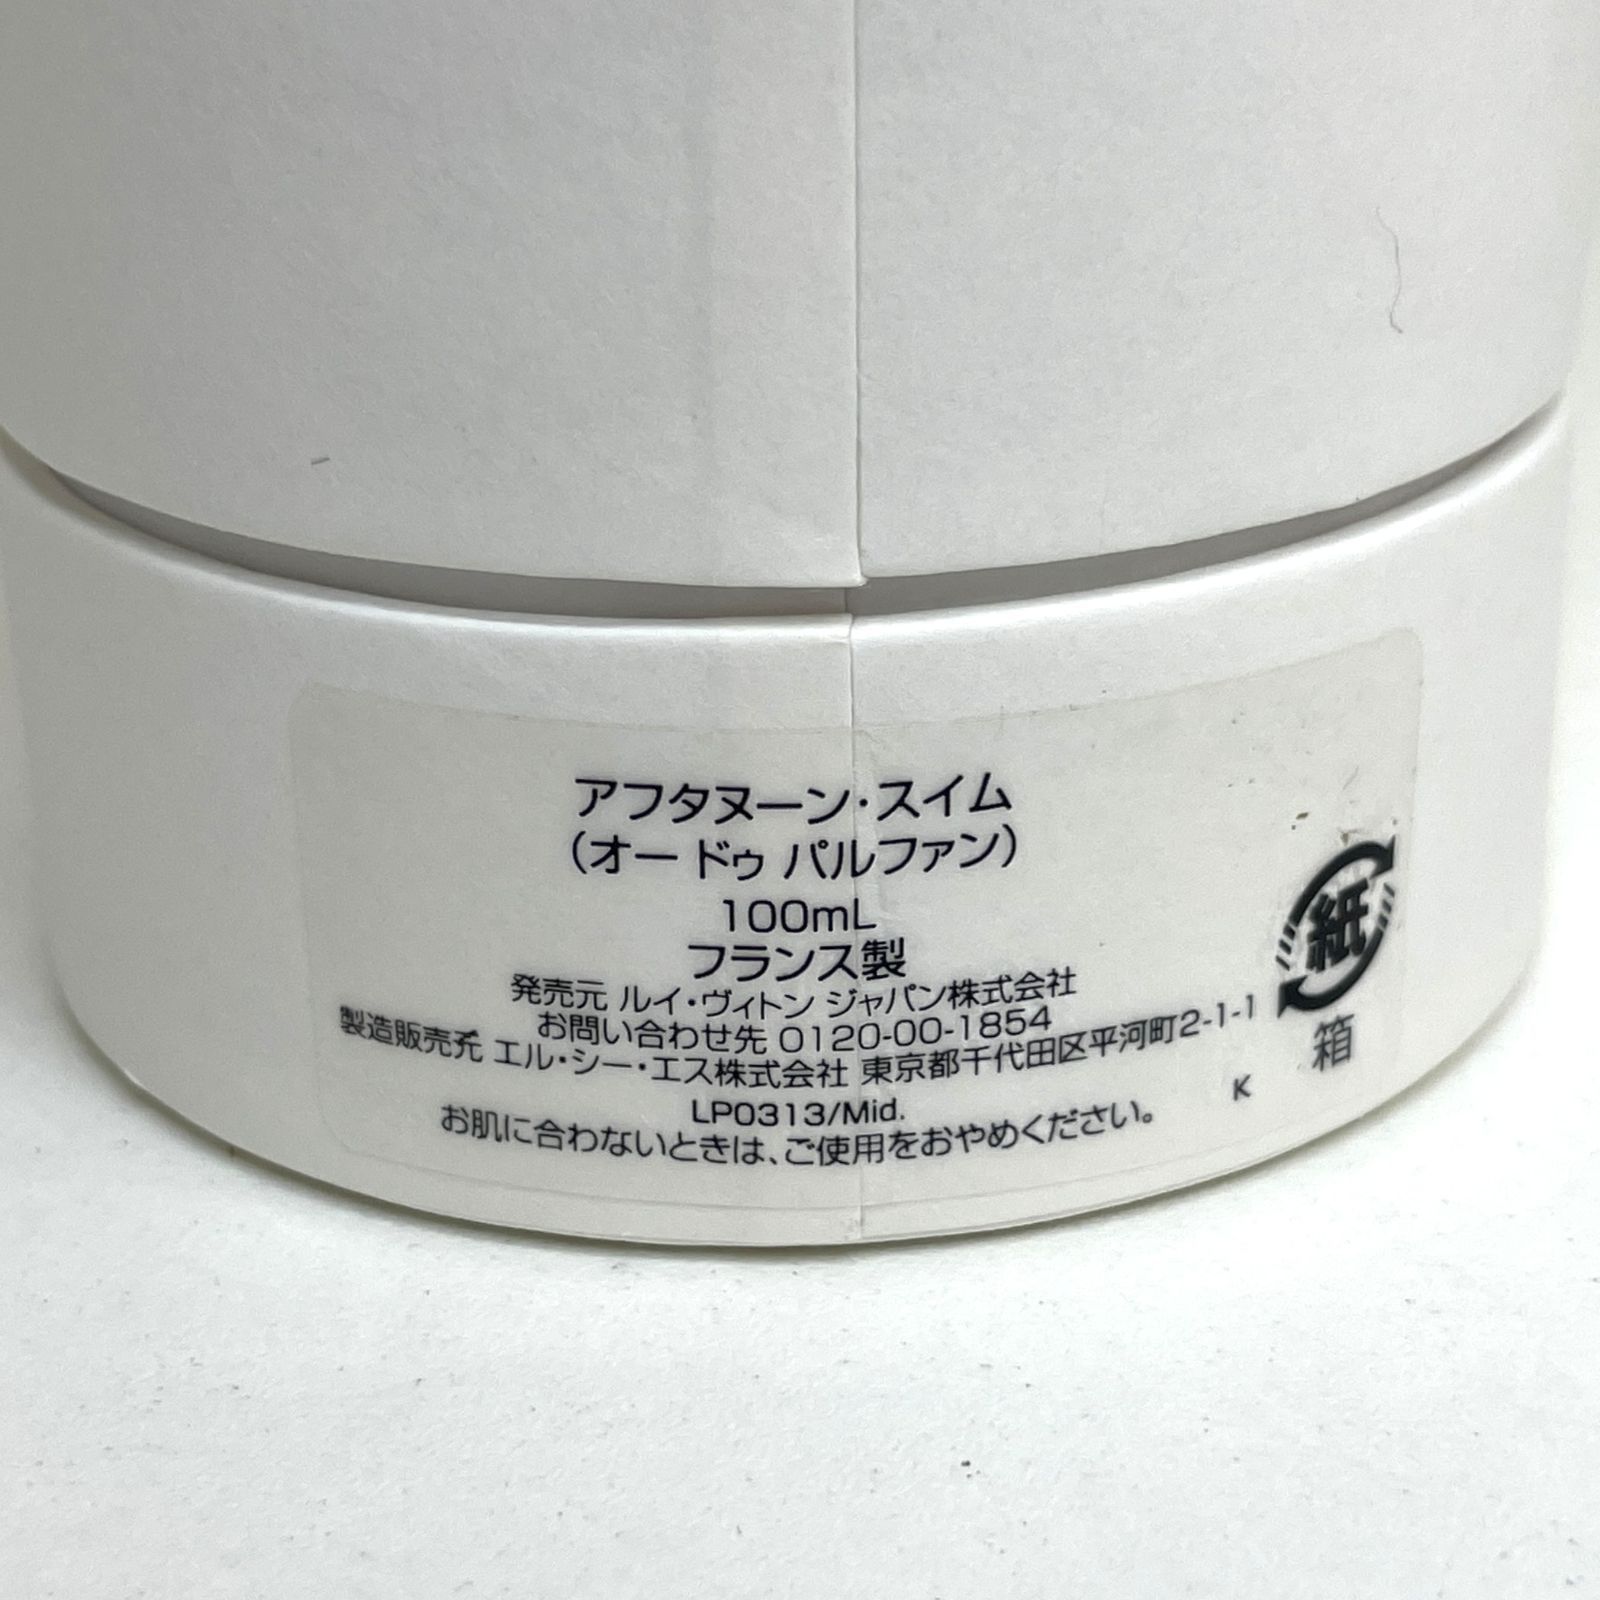 アフタヌーン・スイム
（オー ドゥ パルファン）
100mL
フランス製
発売元 ルイ・ヴィトン ジャパン株式会社
お問い合わせ先 0120-00-1854
製造販売元 エル・シー・エス株式会社 東京都千代田区平河町2-1-1
LP0313/Mid.
K
お肌に合わないときは、ご使用をおやめください。
紙
箱